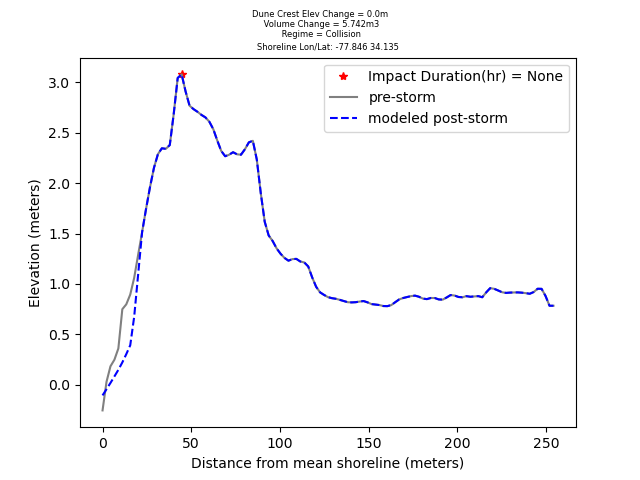 Dune Crest Elev Change = 0.0m
Volume Change = 5.742m3
Regime = Collision
Shoreline Lon/Lat: -77.846 34.135
Impact Duration(hr) = None
pre-storm
modeled post-storm
3.0
2.5
2.0
1.5
1.0
0.5
0.0
Elevation (meters)
0 50 100 150 200 250
Distance from mean shoreline (meters)